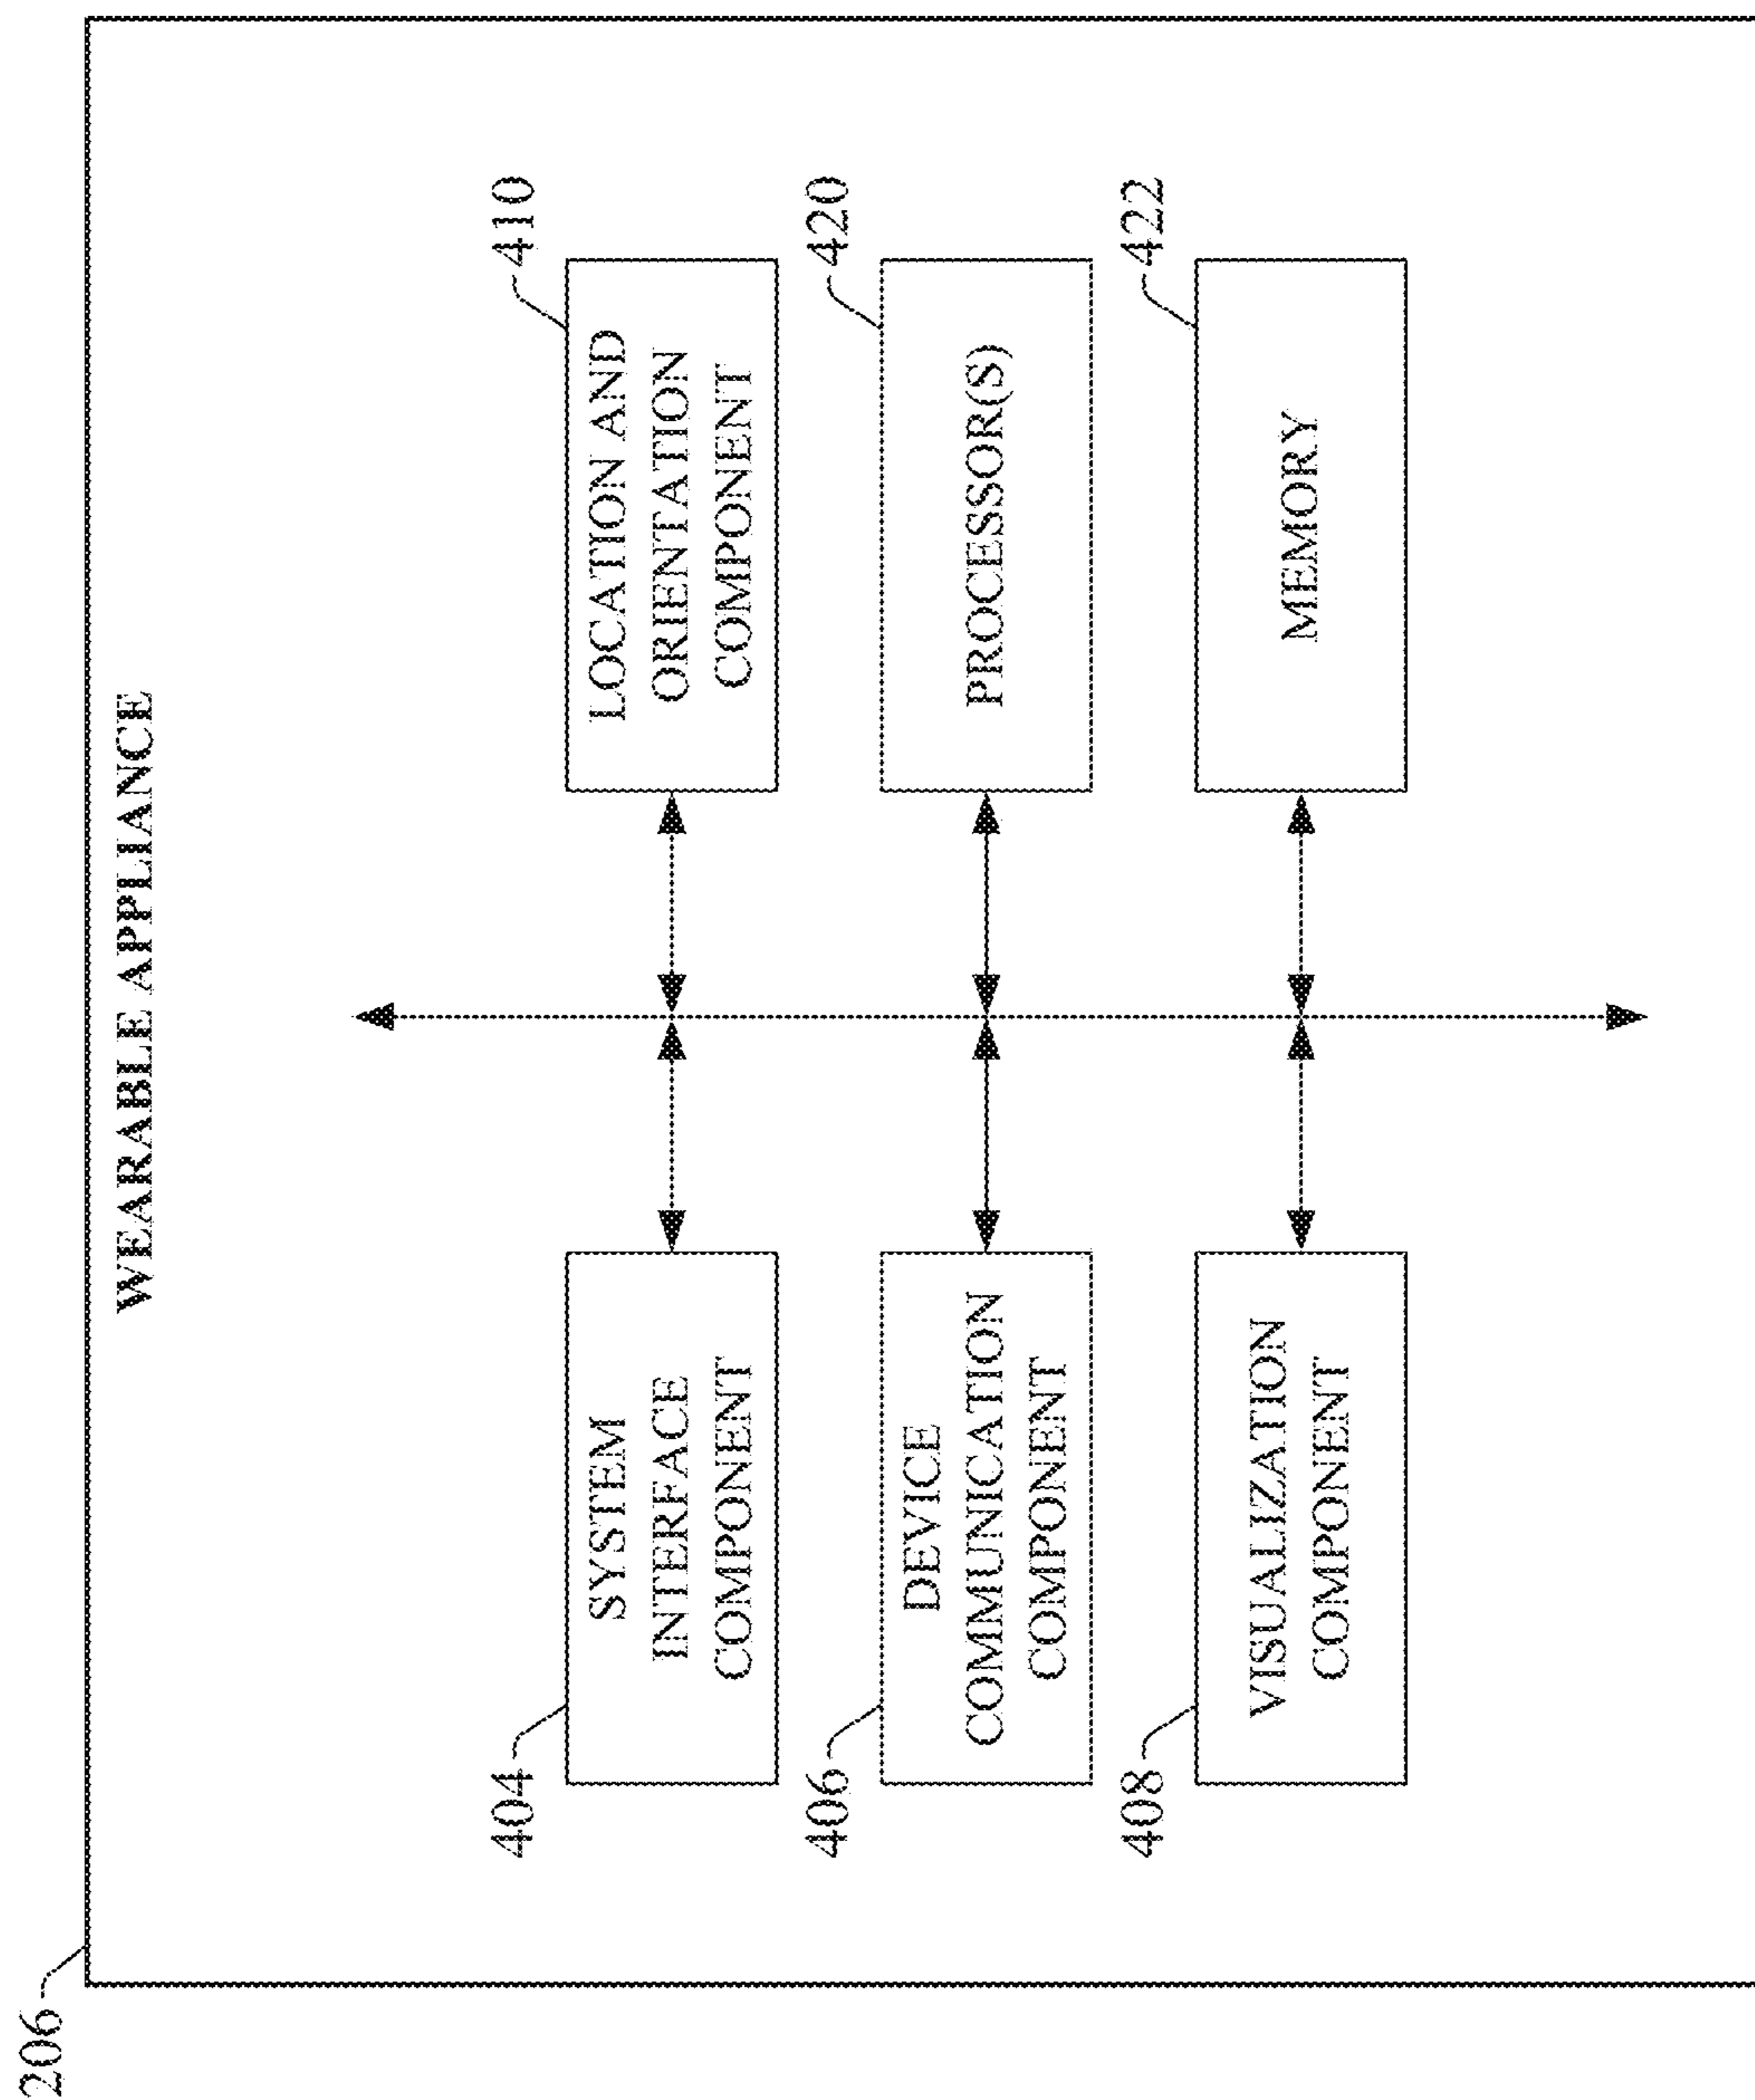 206
WEARABLE APPLIANCE
404
SYSTEM
INTERFACE
COMPONENT
410
LOCATION AND
ORIENTATION
COMPONENT
406
DEVICE
COMMUNICATION
COMPONENT
420
PROCESSOR(S)
408
VISUALIZATION
COMPONENT
422
MEMORY